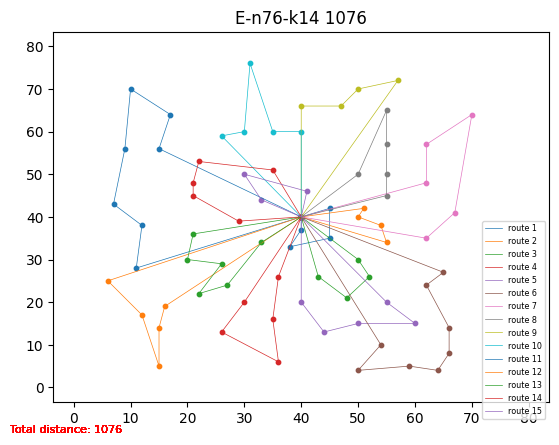 E-n76-k14 1076
80
70
60
50
40
30
20
10
0
0 10 20 30 40 50 60 70 80
route 1
route 2
route 3
route 4
route 5
route 6
route 7
route 8
route 9
route 10
route 11
route 12
route 13
route 14
route 15
Total distance: 1076